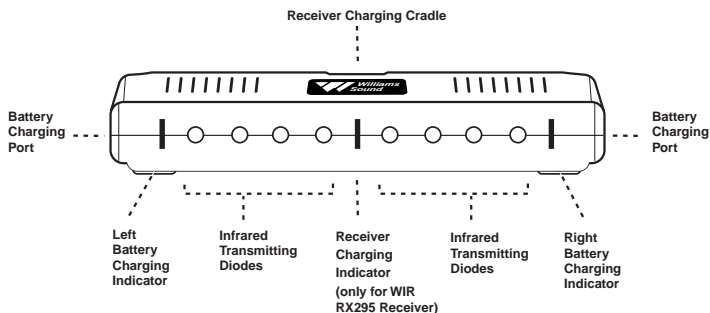 Receiver Charging Cradle
Williams
Sound
Battery
Charging
Port
Battery
Charging
Port
Left
Battery
Charging
Indicator
Infrared
Transmitting
Diodes
Receiver
Charging
Indicator
(only for WIR
RX295 Receiver)
Infrared
Transmitting
Diodes
Right
Battery
Charging
Indicator